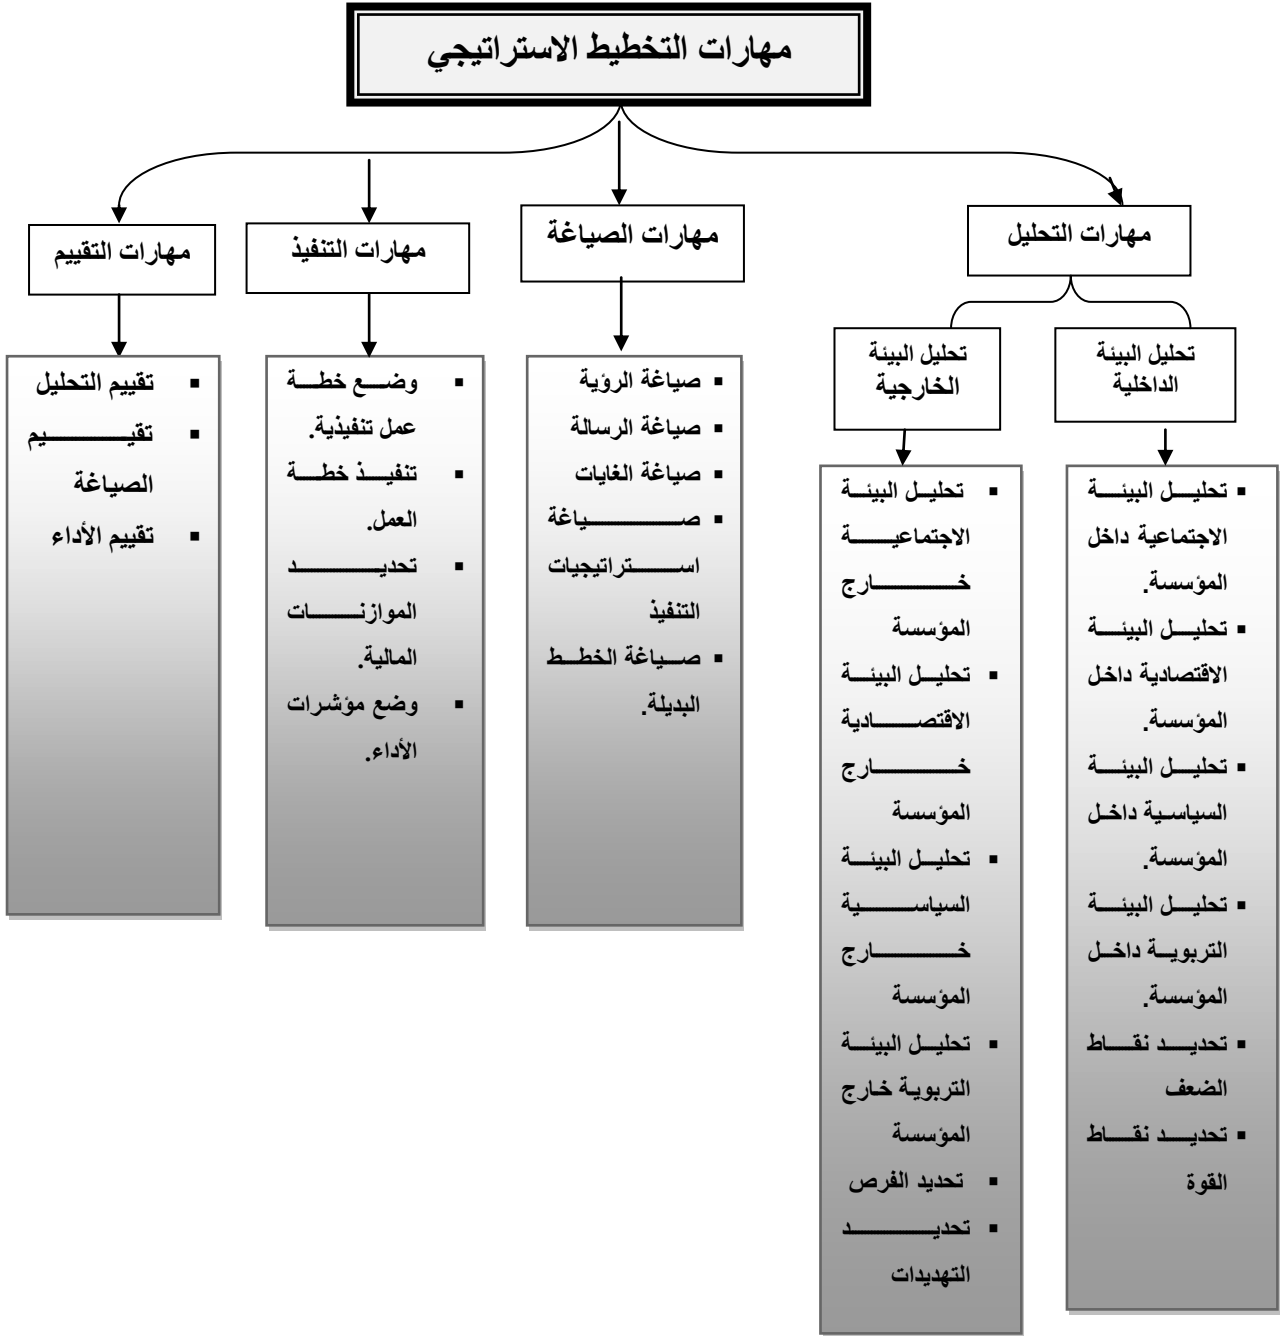 مهارات التخطيط الاستراتيجي
مهارات التحليل
مهارات الصياغة
مهارات التنفيذ
مهارات التقييم
تحليل البيئة
الداخلية
▪ تحليل البيئة
الاجتماعية داخل
المؤسسة.
▪ تحليل البيئة
الاقتصادية داخل
المؤسسة.
▪ تحليل البيئة
السياسية داخل
المؤسسة.
▪ تحليل البيئة
التربوية داخل
المؤسسة.
▪ تحديد نقاط
الضعف
▪ تحديد نقاط
القوة
تحليل البيئة
الخارجية
▪ تحليل البيئة
الاجتماعية
خارج
المؤسسة
▪ تحليل البيئة
الاقتصادية
خارج
المؤسسة
▪ تحليل البيئة
السياسية
خارج
المؤسسة
▪ تحليل البيئة
التربوية خارج
المؤسسة
▪ تحديد الفرص
▪ تحديد
التهديدات
▪ صياغة الرؤية
▪ صياغة الرسالة
▪ صياغة الغايات
▪ صياغة
استراتيجيات
التنفيذ
▪ صياغة الخطط
البديلة.
▪ وضع خطة
عمل تنفيذية.
▪ تنفيذ خطة
العمل.
▪ تحديد
الموازنات
المالية.
▪ وضع مؤشرات
الأداء.
▪ تقييم التحليل
▪ تقييم
الصياغة
▪ تقييم الأداء